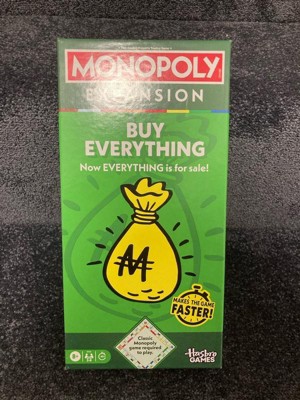 MONOPOLY
EXPANSION
BUY
EVERYTHING
Now EVERYTHING is for sale!
M
MAKES THE GAME
FASTER!
Classic
Monopoly
game required
to play.
8+
Hasbro
GAMES